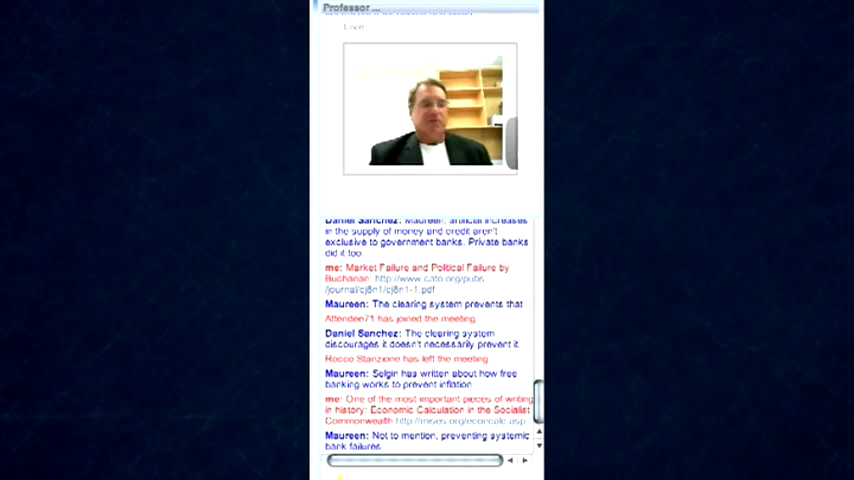 Professor ...
Live
Daniel Sanchez: Maureen, artificial increases
in the supply of money and credit aren't
exclusive to government banks. Private banks
did it too
me: Market Failure and Political Failure by
Buchanan: http://www.cato.org/pubs
/journal/cj8n1/cj8n1-1.pdf
Maureen: The clearing system prevents that
Attendee71 has joined the meeting
Daniel Sanchez: The clearing system
discourages it doesn't necessarily prevent it.
Rocco Stanzione has left the meeting
Maureen: Selgin has written about how free
banking works to prevent inflation
me: One of the most important pieces of writing
in history: Economic Calculation in the Socialist
Commonwealth http://mises.org/econcalc.asp
Maureen: Not to mention, preventing systemic
bank failures